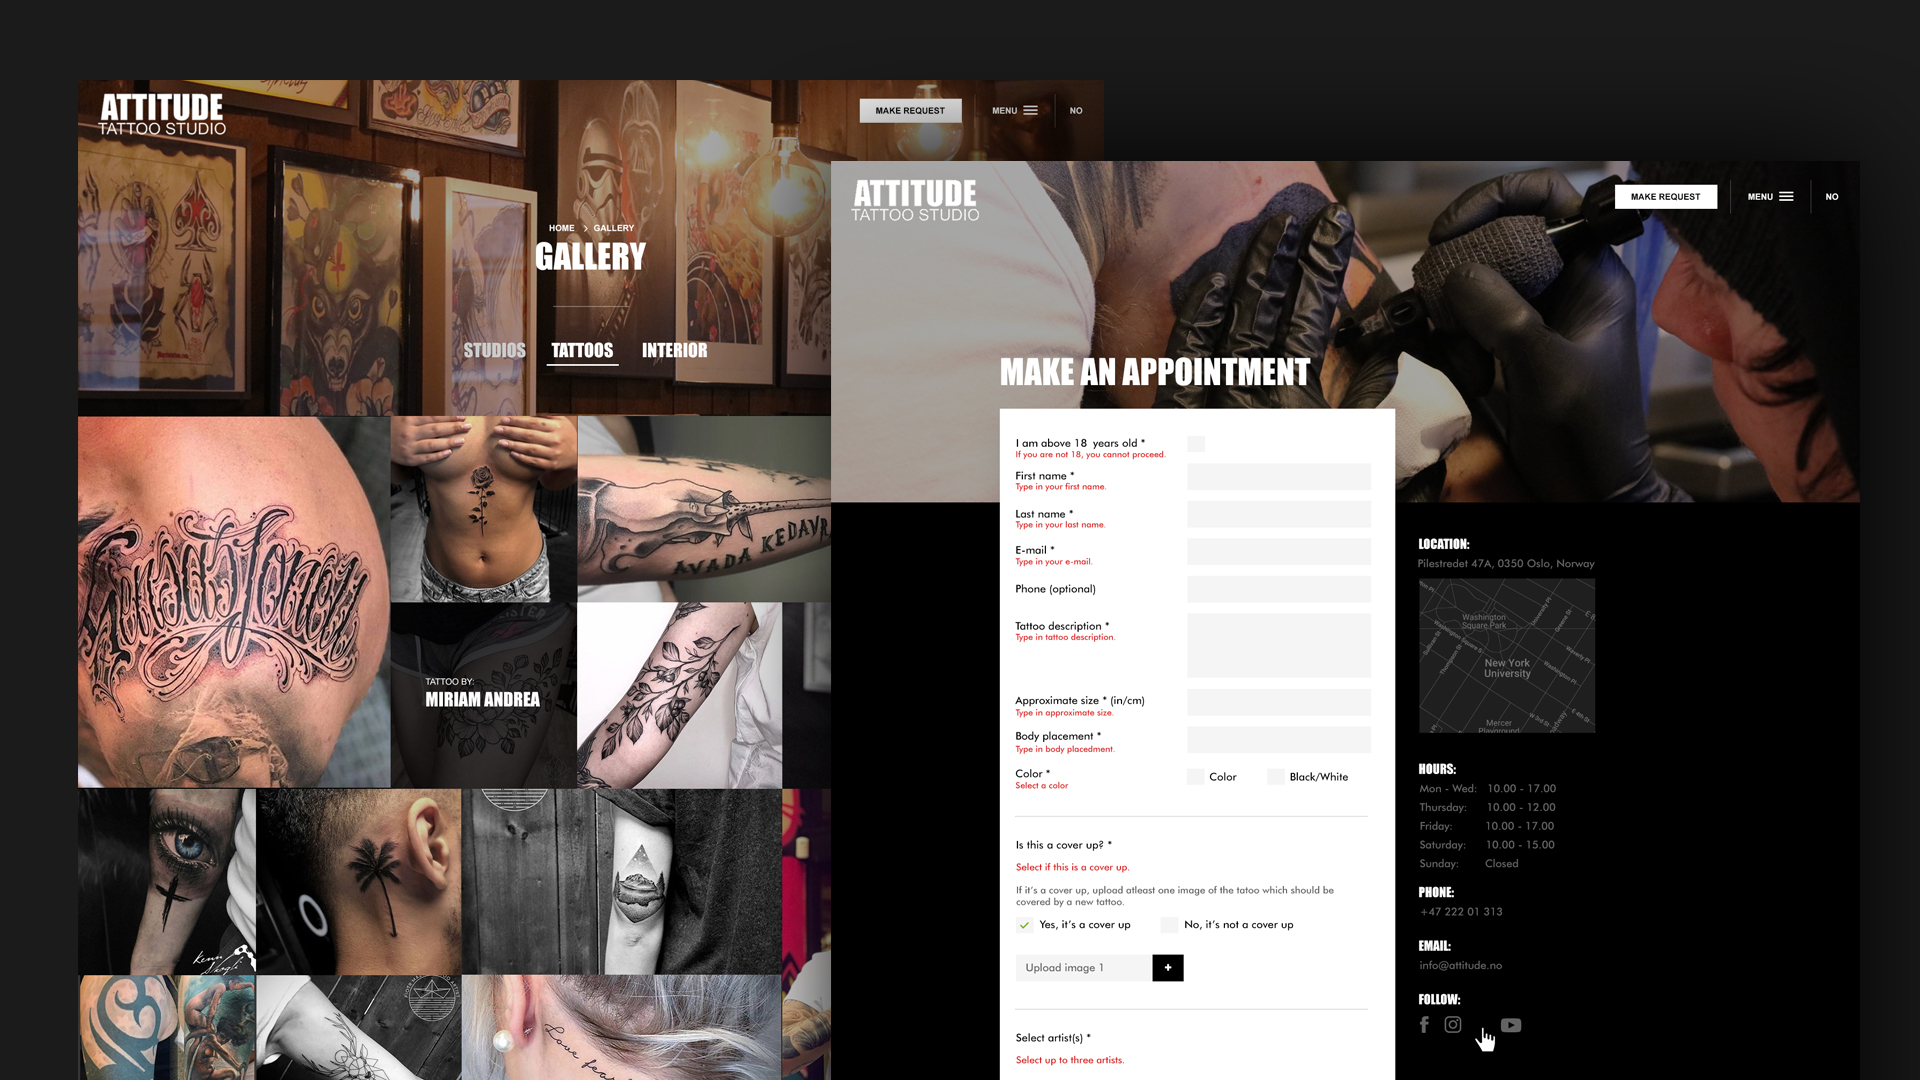 ATTITUDE
TATTOO STUDIO
MAKE REQUEST
MENU
NO
HOME > GALLERY
GALLERY
STUDIOS
TATTOOS
INTERIOR
AVADA KEDAVR
TATTOO BY:
MIRIAM ANDREA
Love
ATTITUDE
TATTOO STUDIO
MAKE REQUEST
MENU
NO
MAKE AN APPOINTMENT
I am above 18 years old *
If you are not 18, you cannot proceed.
First name *
Type in your first name.
Last name *
Type in your last name.
E-mail *
Type in your e-mail.
Phone (optional)
Tattoo description *
Type in tattoo description.
Approximate size * (in/cm)
Type in approximate size.
Body placement *
Type in body placedment.
Color *
Select a color
Color
Black/White
Is this a cover up? *
Select if this is a cover up.
If it's a cover up, upload atleast one image of the tatoo which should be
covered by a new tattoo.
Yes, it's a cover up
No, it's not a cover up
Upload image 1
+
Select artist(s) *
Select up to three artists.
LOCATION:
Pilestredet 47A, 0350 Oslo, Norway
Washington
Square Park
New York
University
Mercer
Playground
HOURS:
Mon - Wed: 10.00 - 17.00
Thursday: 10.00 - 12.00
Friday: 10.00 - 17.00
Saturday: 10.00 - 15.00
Sunday: Closed
PHONE:
+47 222 01 313
EMAIL:
info@attitude.no
FOLLOW: